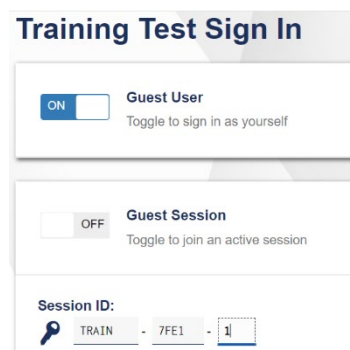 Training Test Sign In
ON
Guest User
Toggle to sign in as yourself
OFF
Guest Session
Toggle to join an active session
Session ID:
TRAIN - 7FE1 - 1